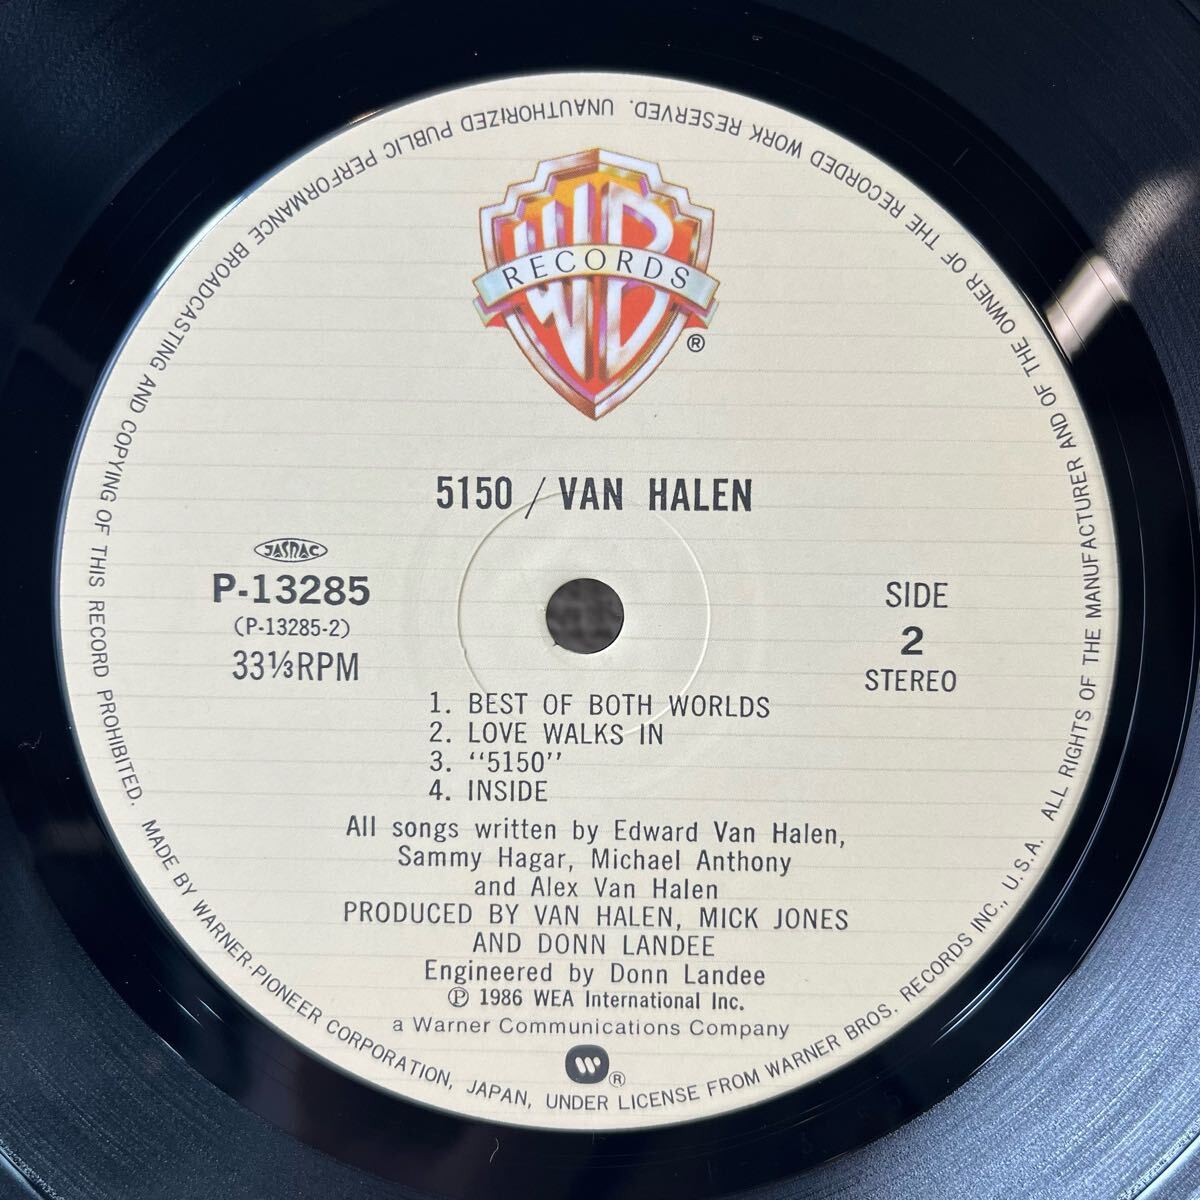 WB
RECORDS
®
5150 / VAN HALEN
JASRAC
P-13285
(P-13285-2)
33⅓RPM
SIDE
2
STEREO
1. BEST OF BOTH WORLDS
2. LOVE WALKS IN
3. “5150”
4. INSIDE
All songs written by Edward Van Halen,
Sammy Hagar, Michael Anthony
and Alex Van Halen
PRODUCED BY VAN HALEN, MICK JONES
AND DONN LANDEE
Engineered by Donn Landee
℗ 1986 WEA International Inc.
a Warner Communications Company
®
MADE BY WARNER-PIONEER CORPORATION, JAPAN, UNDER LICENSE FROM WARNER BROS. RECORDS INC., U.S.A. ALL RIGHTS OF THE MANUFACTURER AND OF THE OWNER OF THE RECORDED WORK RESERVED. UNAUTHORIZED PUBLIC PERFORMANCE BROADCASTING AND COPYING OF THIS RECORD PROHIBITED.